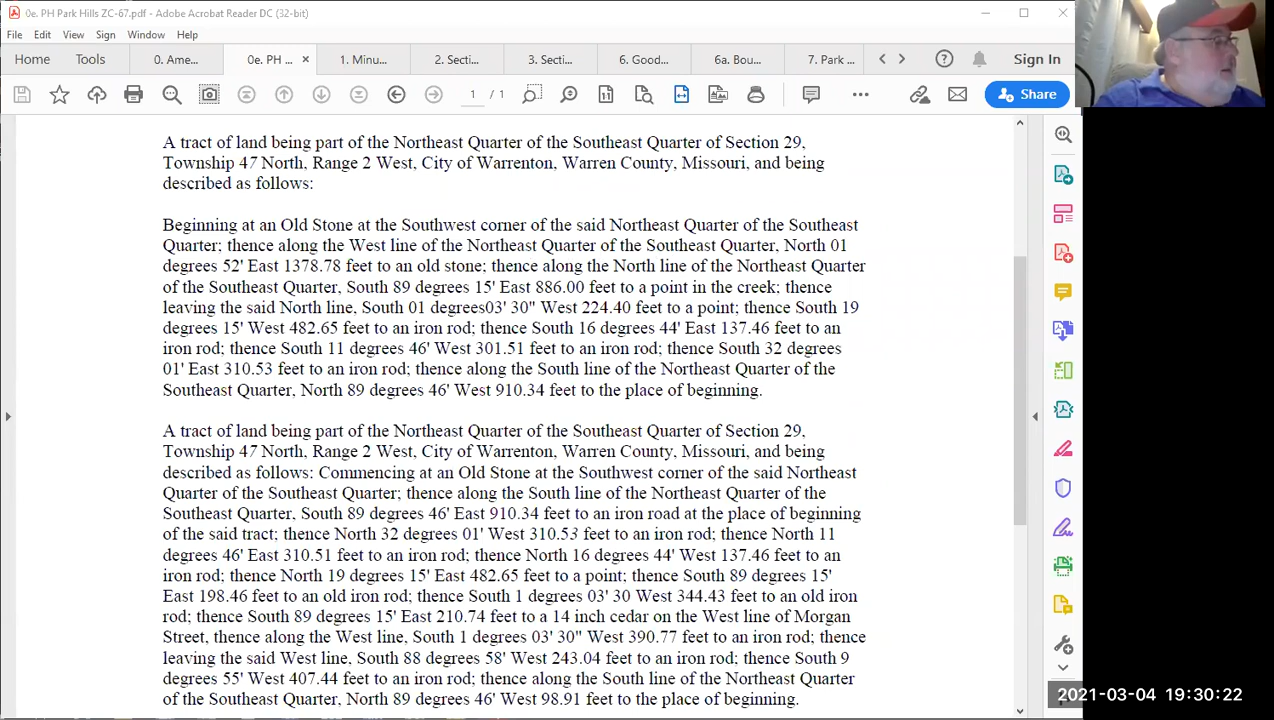 0e. PH Park Hills ZC-67.pdf - Adobe Acrobat Reader DC (32-bit)
File Edit View Sign Window Help
Home Tools 0. Ame... 0e. PH ... × 1. Minu... 2. Secti... 3. Secti... 6. Good... 6a. Bou... 7. Park ... Sign In
1 / 1 Share
A tract of land being part of the Northeast Quarter of the Southeast Quarter of Section 29,
Township 47 North, Range 2 West, City of Warrenton, Warren County, Missouri, and being
described as follows:
Beginning at an Old Stone at the Southwest corner of the said Northeast Quarter of the Southeast
Quarter; thence along the West line of the Northeast Quarter of the Southeast Quarter, North 01
degrees 52' East 1378.78 feet to an old stone; thence along the North line of the Northeast Quarter
of the Southeast Quarter, South 89 degrees 15' East 886.00 feet to a point in the creek; thence
leaving the said North line, South 01 degrees03' 30" West 224.40 feet to a point; thence South 19
degrees 15' West 482.65 feet to an iron rod; thence South 16 degrees 44' East 137.46 feet to an
iron rod; thence South 11 degrees 46' West 301.51 feet to an iron rod; thence South 32 degrees
01' East 310.53 feet to an iron rod; thence along the South line of the Northeast Quarter of the
Southeast Quarter, North 89 degrees 46' West 910.34 feet to the place of beginning.
A tract of land being part of the Northeast Quarter of the Southeast Quarter of Section 29,
Township 47 North, Range 2 West, City of Warrenton, Warren County, Missouri, and being
described as follows: Commencing at an Old Stone at the Southwest corner of the said Northeast
Quarter of the Southeast Quarter; thence along the South line of the Northeast Quarter of the
Southeast Quarter, South 89 degrees 46' East 910.34 feet to an iron road at the place of beginning
of the said tract; thence North 32 degrees 01' West 310.53 feet to an iron rod; thence North 11
degrees 46' East 310.51 feet to an iron rod; thence North 16 degrees 44' West 137.46 feet to an
iron rod; thence North 19 degrees 15' East 482.65 feet to a point; thence South 89 degrees 15'
East 198.46 feet to an old iron rod; thence South 1 degrees 03' 30 West 344.43 feet to an old iron
rod; thence South 89 degrees 15' East 210.74 feet to a 14 inch cedar on the West line of Morgan
Street, thence along the West line, South 1 degrees 03' 30" West 390.77 feet to an iron rod; thence
leaving the said West line, South 88 degrees 58' West 243.04 feet to an iron rod; thence South 9
degrees 55' West 407.44 feet to an iron rod; thence along the South line of the Northeast Quarter
of the Southeast Quarter, North 89 degrees 46' West 98.91 feet to the place of beginning.
2021-03-04 19:30:22